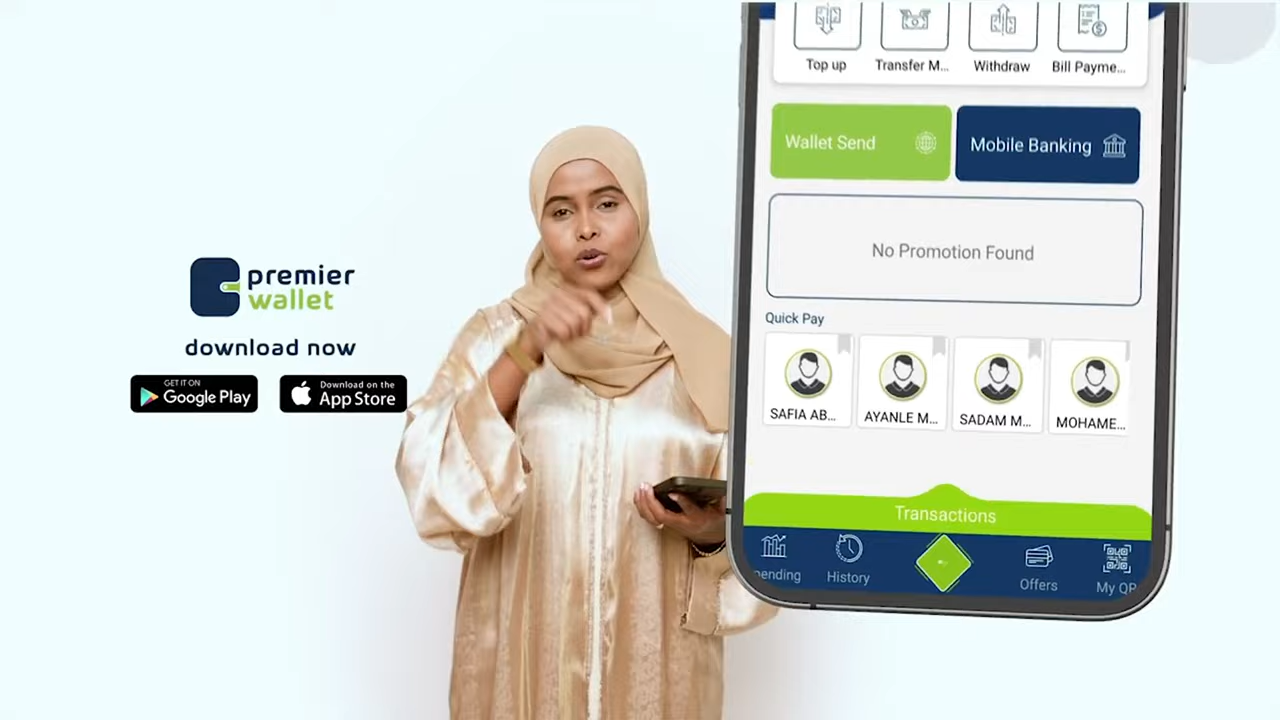 premier
wallet
download now
GET IT ON
Google Play
Download on the
App Store
Top up
Transfer M...
Withdraw
Bill Payme...
Wallet Send
Mobile Banking
No Promotion Found
Quick Pay
SAFIA AB...
AYANLE M...
SADAM M...
MOHAME...
Transactions
ending
History
Offers
My QR